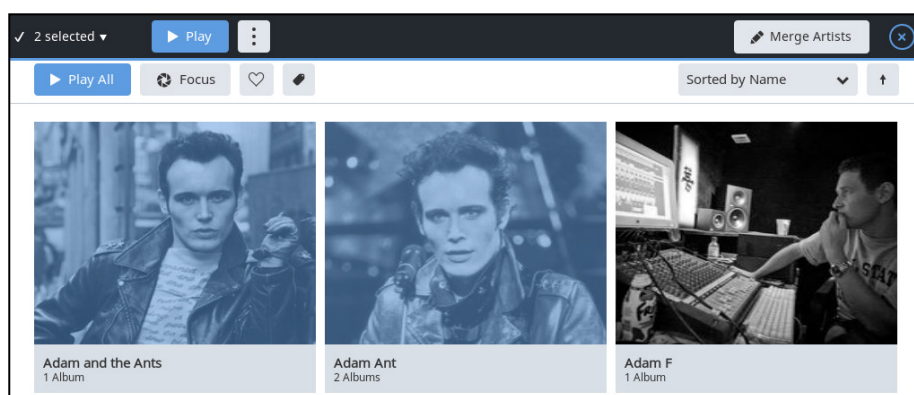 2 selected
Play
Merge Artists
Play All
Focus
Sorted by Name
Adam and the Ants
1 Album
Adam Ant
2 Albums
Adam F
1 Album